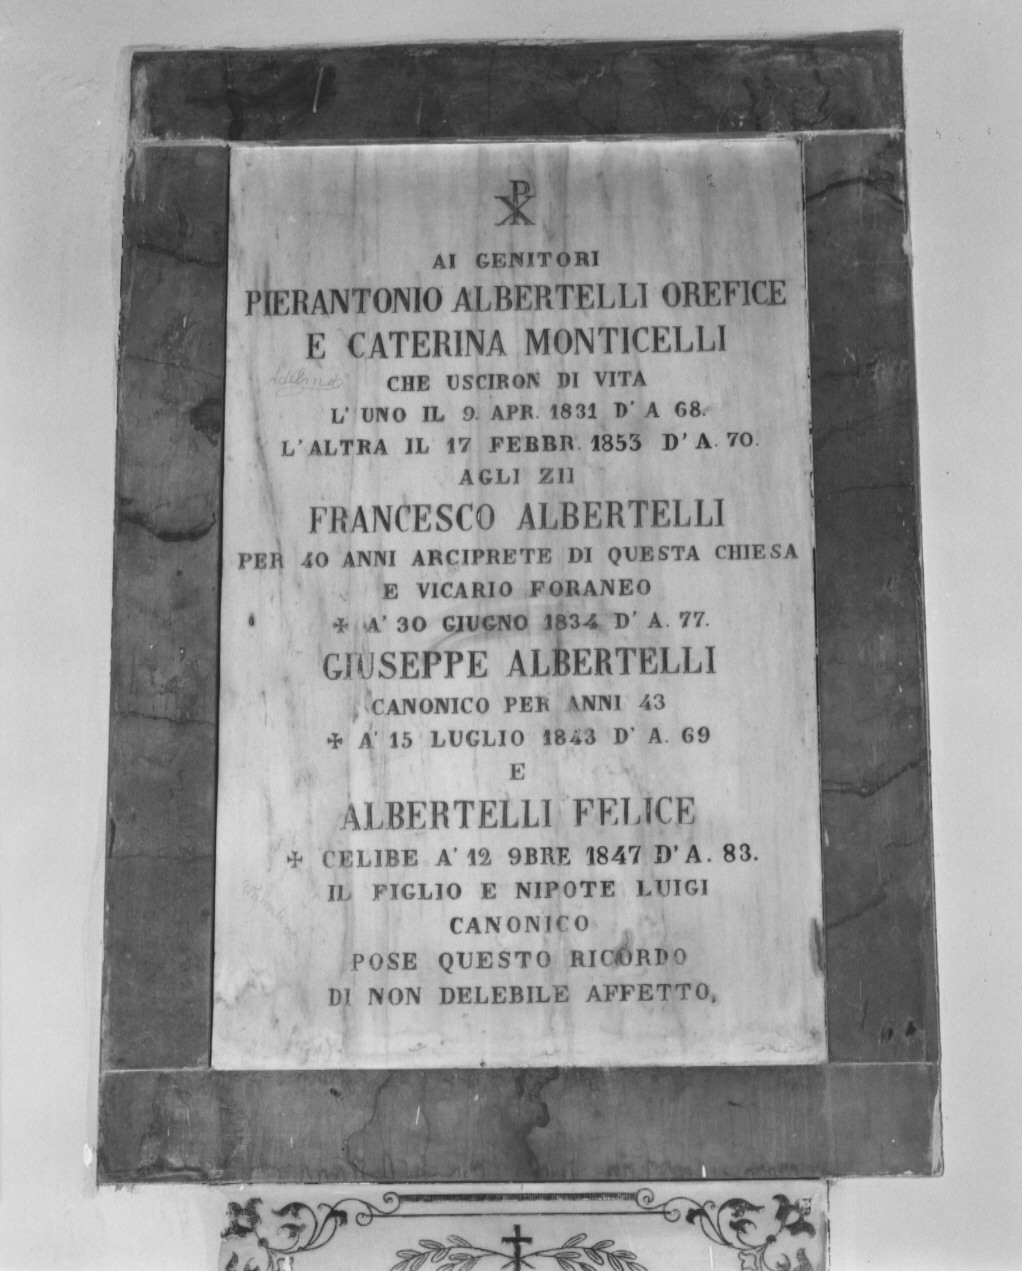 ☧
AI GENITORI
PIERANTONIO ALBERTELLI OREFICE
E CATERINA MONTICELLI
CHE USCIRON DI VITA
L'UNO IL 9. APR. 1831 D'A 68.
L'ALTRA IL 17 FEBBR. 1853 D'A. 70.
AGLI ZII
FRANCESCO ALBERTELLI
PER 40 ANNI ARCIPRETE DI QUESTA CHIESA
E VICARIO FORANEO
✠ A' 30 GIUGNO 1834 D'A. 77.
GIUSEPPE ALBERTELLI
CANONICO PER ANNI 43
✠ A' 15 LUGLIO 1843 D'A. 69
E
ALBERTELLI FELICE
✠ CELIBE A' 12 9BRE 1847 D'A. 83.
IL FIGLIO E NIPOTE LUIGI
CANONICO
POSE QUESTO RICORDO
DI NON DELEBILE AFFETTO.